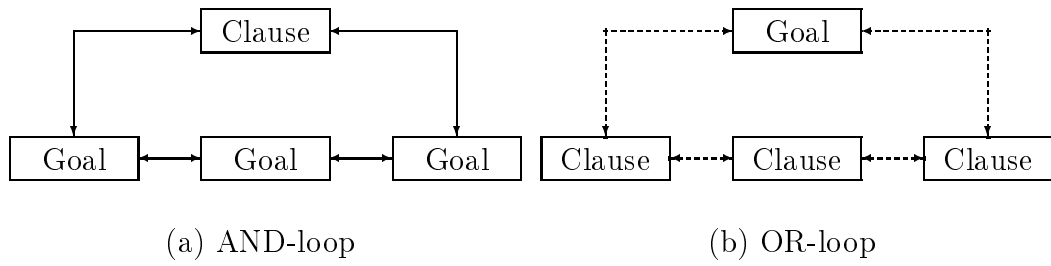 Clause
Goal
Goal Goal Goal
Clause Clause Clause
(a) AND-loop
(b) OR-loop